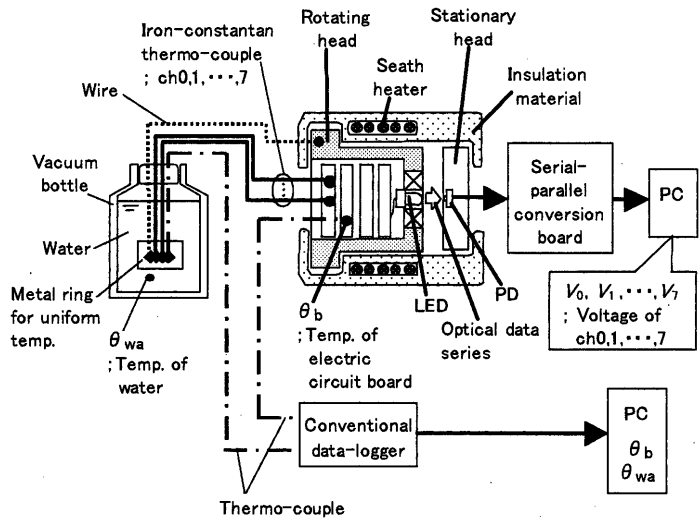 Iron-constantan
thermo-couple
; ch0,1,･･･,7
Rotating
head
Stationary
head
Seath
heater
Insulation
material
Wire
Vacuum
bottle
Water
Metal ring
for uniform
temp.
θwa
;Temp. of
water
θb
;Temp. of
electric
circuit board
LED
PD
Optical data
series
Serial-
parallel
conversion
board
PC
V0, V1,･･･,V7
; Voltage of
ch0,1,･･･,7
Conventional
data-logger
PC
θb
θwa
Thermo-couple